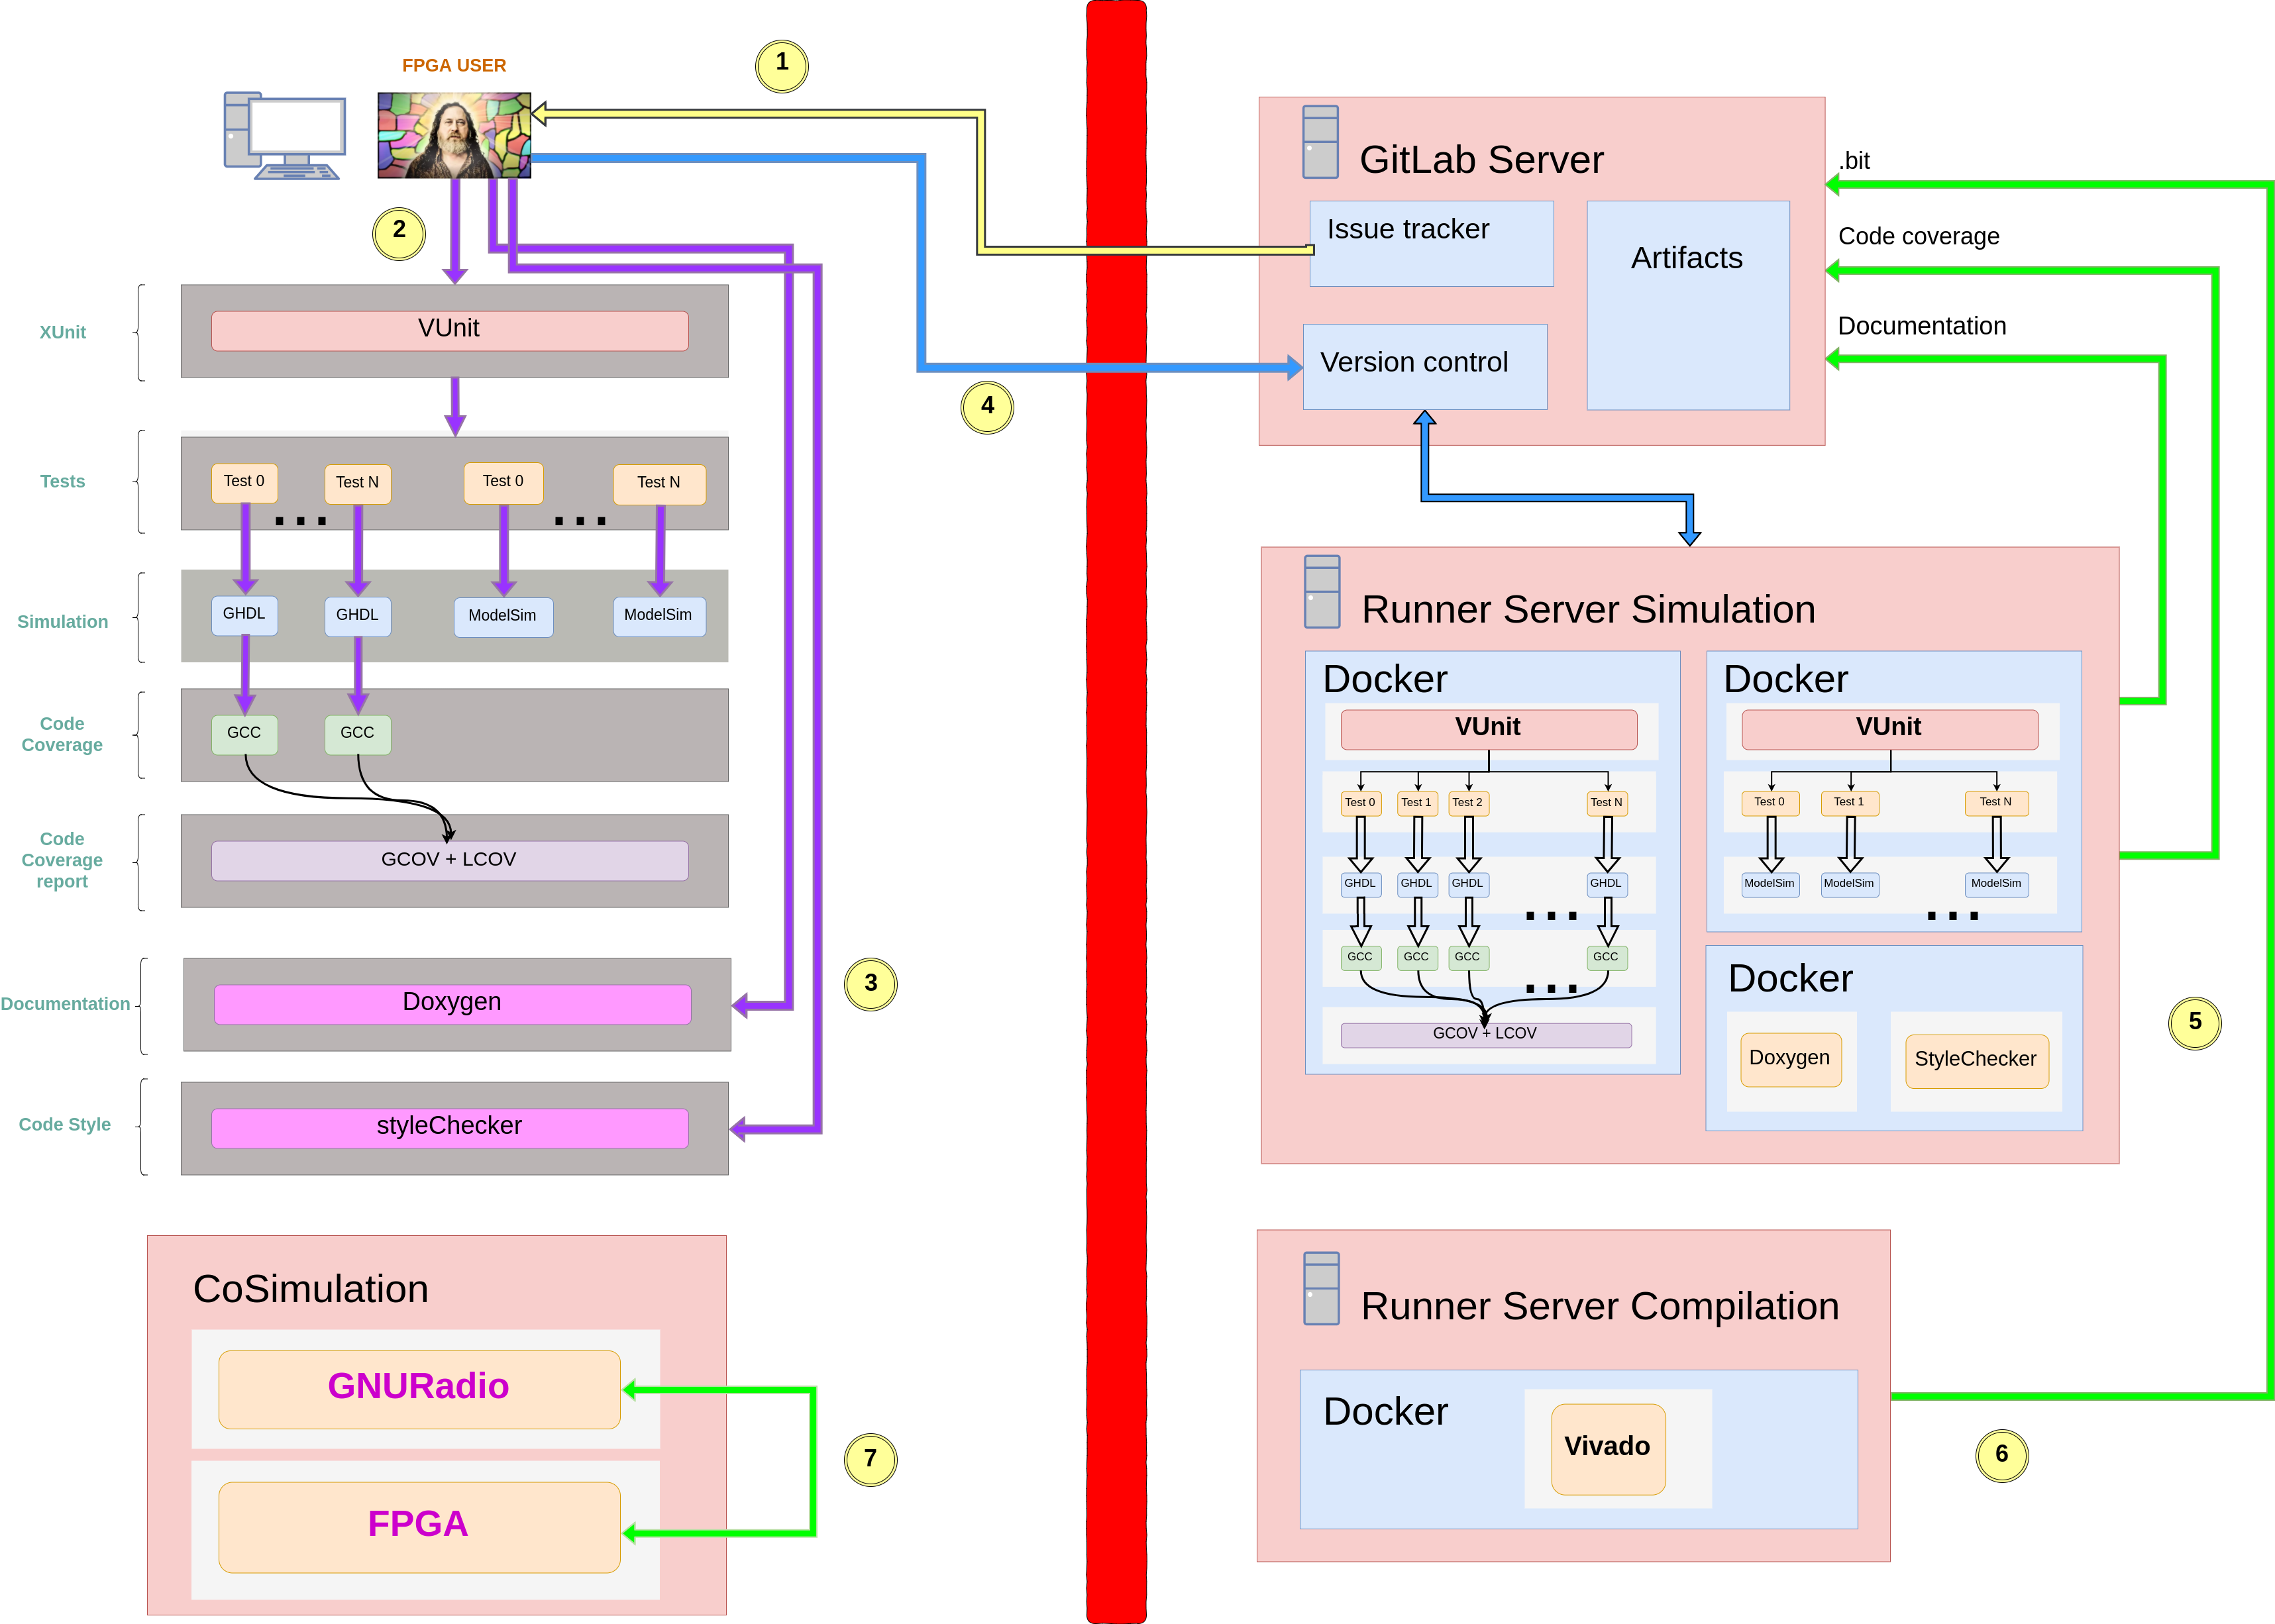 FPGA USER
1
2
XUnit
VUnit
Tests
Test 0
Test N
Test 0
Test N
...
...
Simulation
GHDL
GHDL
ModelSim
ModelSim
Code
Coverage
GCC
GCC
Code
Coverage
report
GCOV + LCOV
Documentation
Doxygen
3
Code Style
styleChecker
CoSimulation
GNURadio
FPGA
7
4
GitLab Server
Issue tracker
Artifacts
Version control
.bit
Code coverage
Documentation
Runner Server Simulation
Docker
VUnit
Test 0
Test 1
Test 2
Test N
GHDL
GHDL
GHDL
GHDL
...
GCC
GCC
GCC
GCC
...
GCOV + LCOV
Docker
VUnit
Test 0
Test 1
Test N
ModelSim
ModelSim
ModelSim
...
Docker
Doxygen
StyleChecker
5
Runner Server Compilation
Docker
Vivado
6